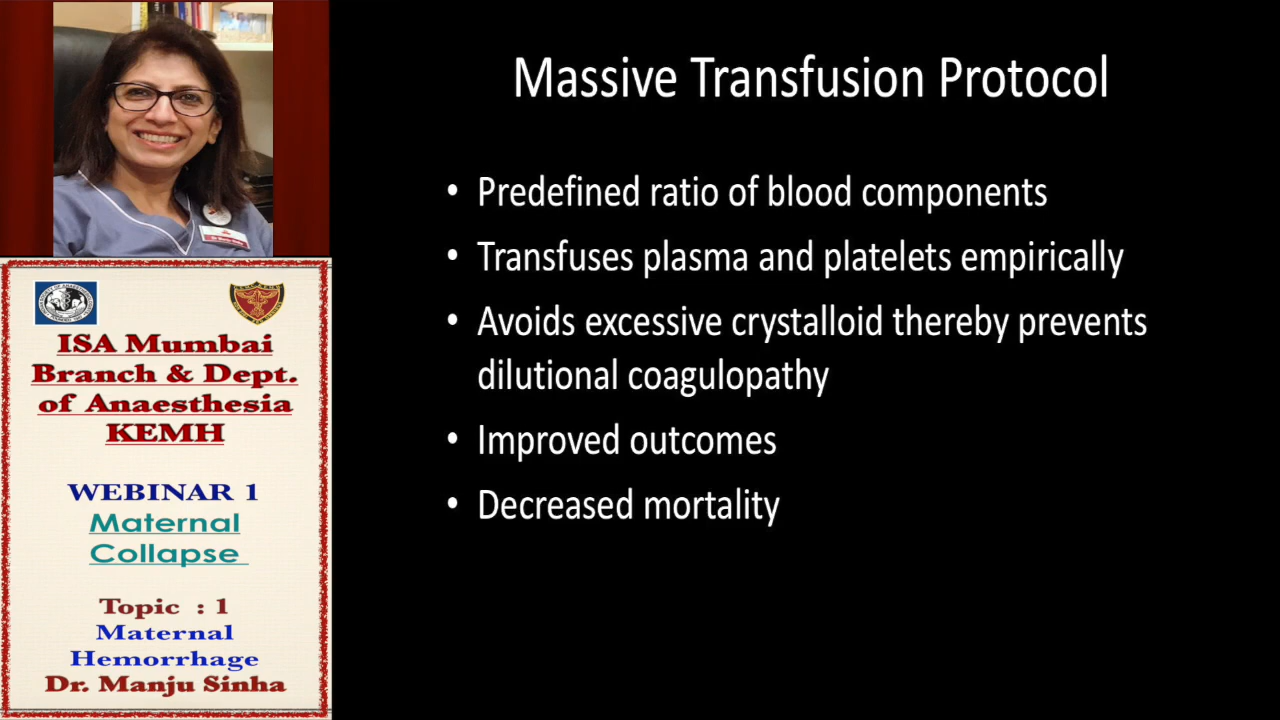 Massive Transfusion Protocol
• Predefined ratio of blood components
• Transfuses plasma and platelets empirically
• Avoids excessive crystalloid thereby prevents
dilutional coagulopathy
• Improved outcomes
• Decreased mortality
ISA Mumbai
Branch & Dept.
of Anaesthesia
KEMH
WEBINAR 1
Maternal
Collapse
Topic : 1
Maternal
Hemorrhage
Dr. Manju Sinha